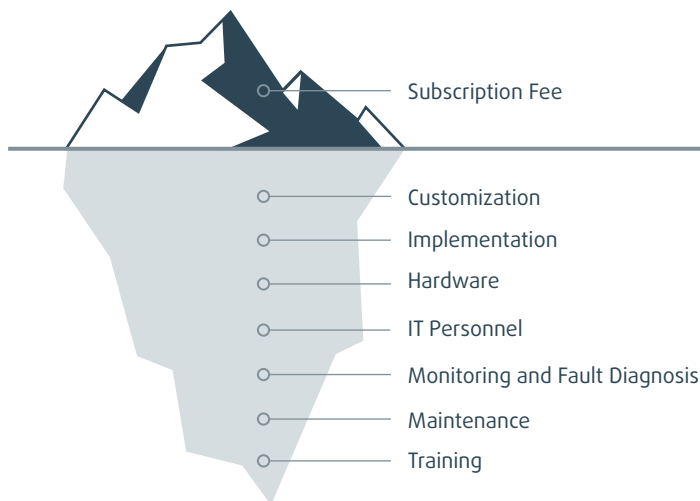 Subscription Fee
Customization
Implementation
Hardware
IT Personnel
Monitoring and Fault Diagnosis
Maintenance
Training